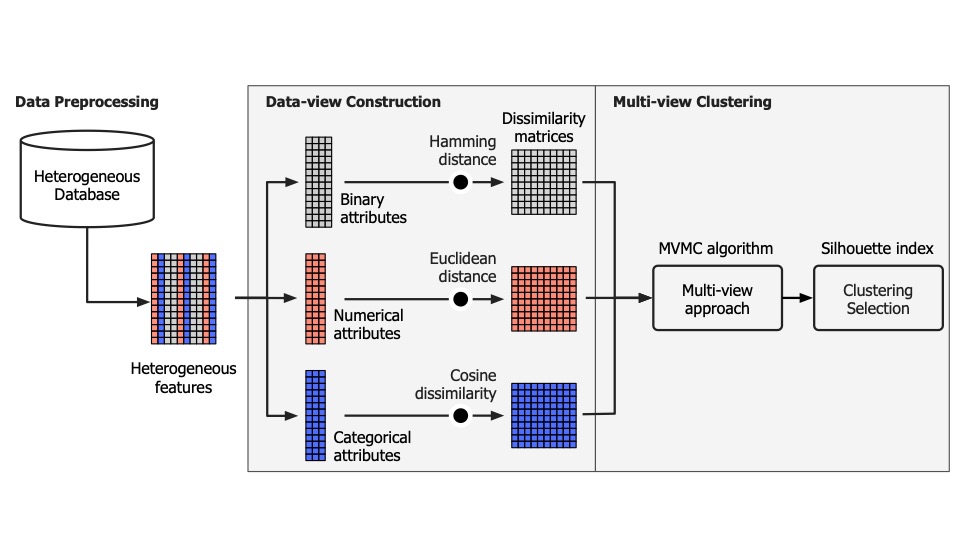 Data Preprocessing
Heterogeneous
Database
Heterogeneous
features
Data-view Construction
Binary
attributes
Hamming
distance
Dissimilarity
matrices
Numerical
attributes
Euclidean
distance
Categorical
attributes
Cosine
dissimilarity
Multi-view Clustering
MVMC algorithm
Multi-view
approach
Silhouette index
Clustering
Selection